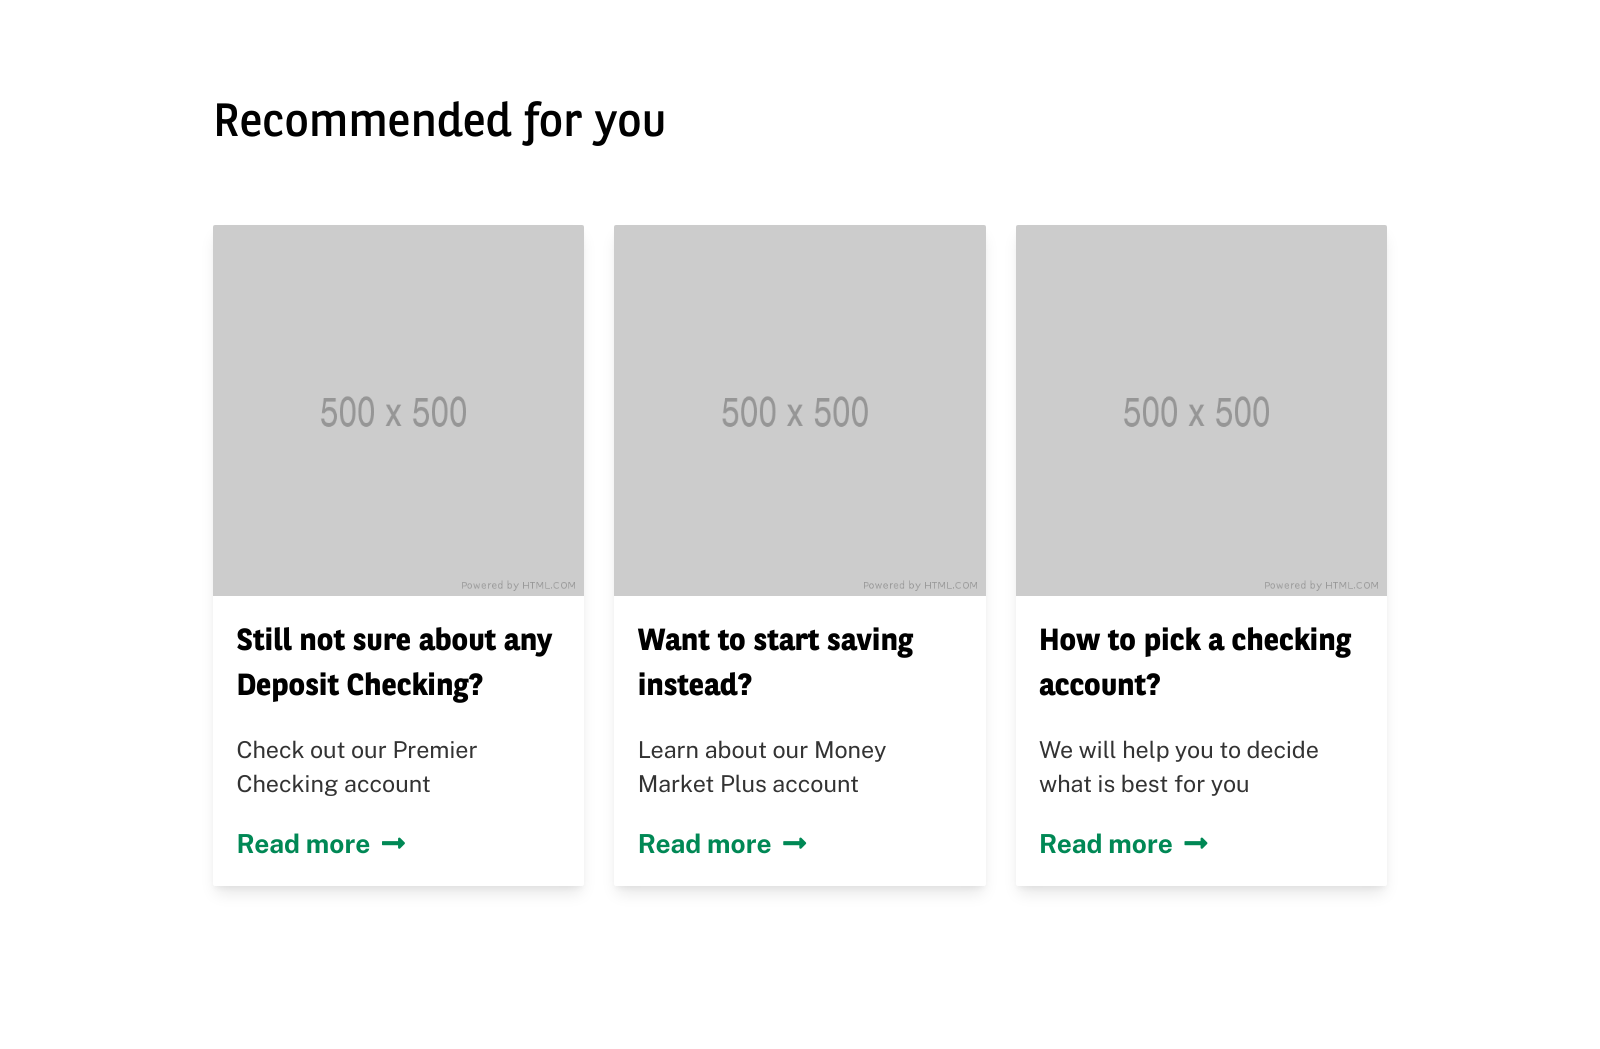 Recommended for you
500 x 500
Powered by HTML.COM
Still not sure about any
Deposit Checking?
Check out our Premier
Checking account
Read more →
500 x 500
Powered by HTML.COM
Want to start saving
instead?
Learn about our Money
Market Plus account
Read more →
500 x 500
Powered by HTML.COM
How to pick a checking
account?
We will help you to decide
what is best for you
Read more →